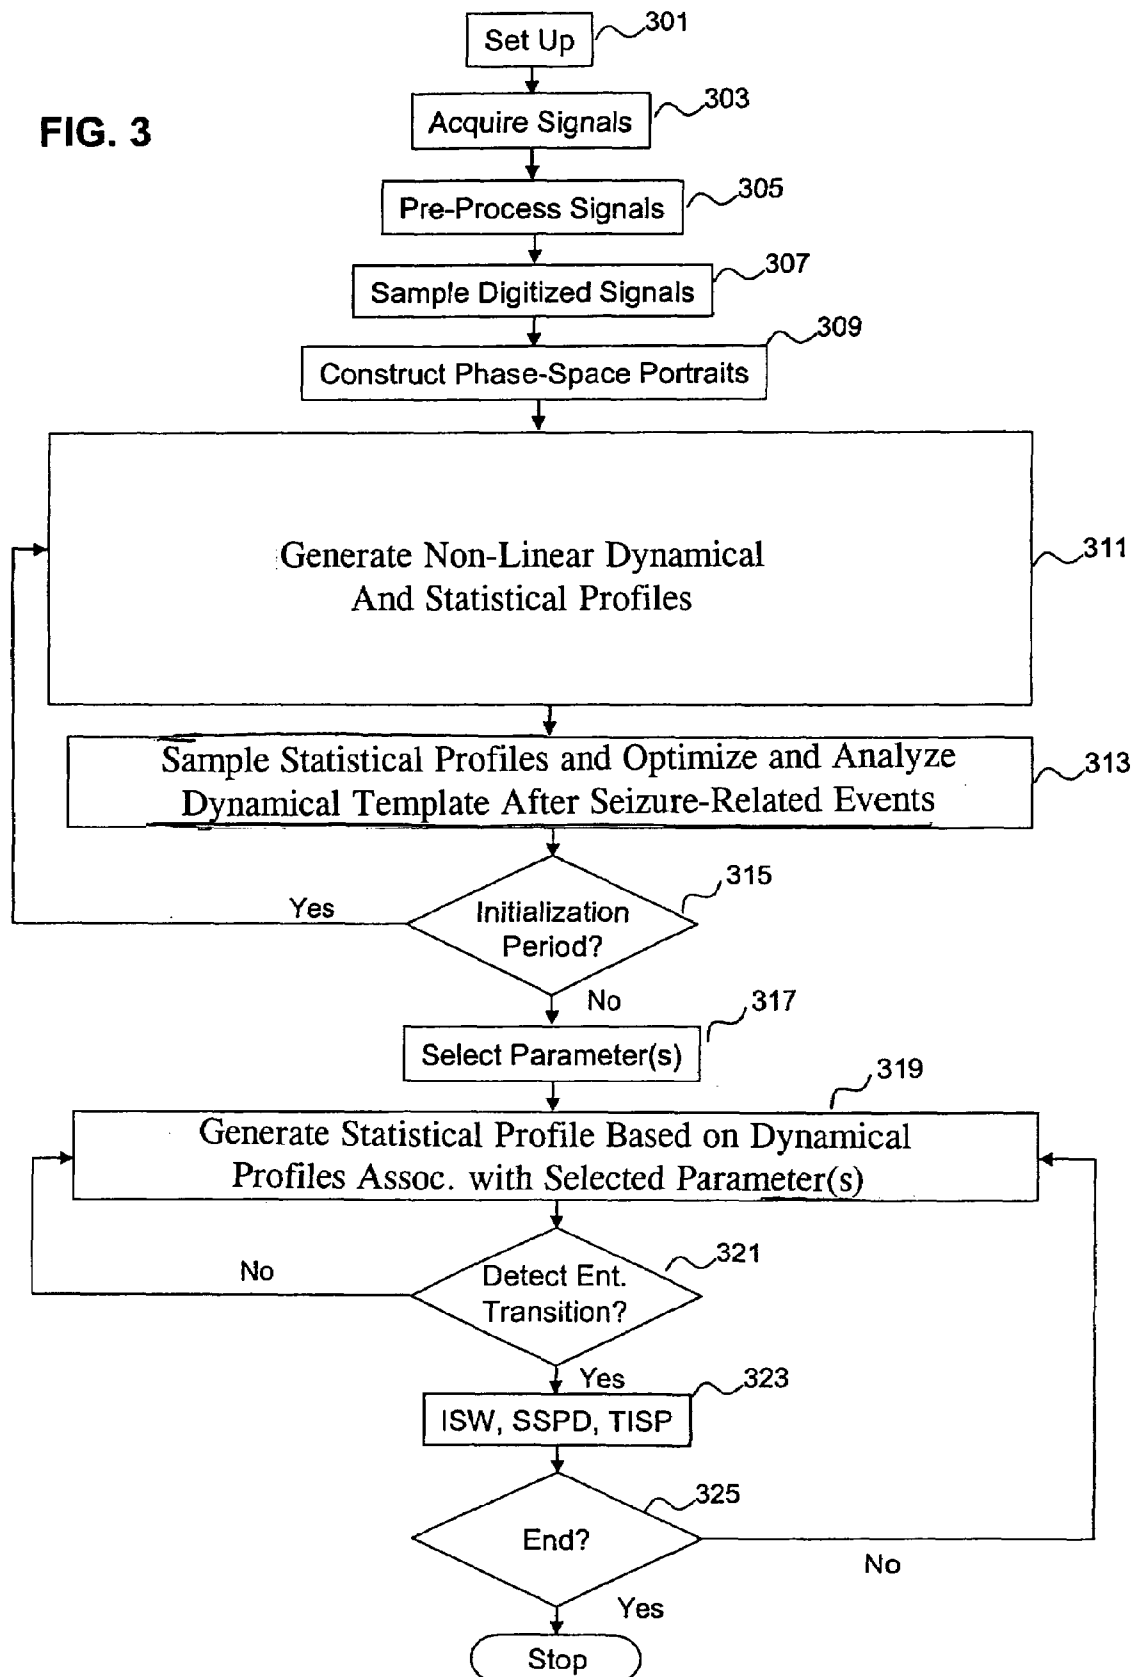 Set Up
301
FIG. 3
Acquire Signals
303
Pre-Process Signals
305
Sample Digitized Signals
307
Construct Phase-Space Portraits
309
Generate Non-Linear Dynamical
And Statistical Profiles
311
Sample Statistical Profiles and Optimize and Analyze
Dynamical Template After Seizure-Related Events
313
Initialization
Period?
315
Yes
No
Select Parameter(s)
317
319
Generate Statistical Profile Based on Dynamical
Profiles Assoc. with Selected Parameter(s)
Detect Ent.
Transition?
321
No
Yes
ISW, SSPD, TISP
323
End?
325
No
Yes
Stop